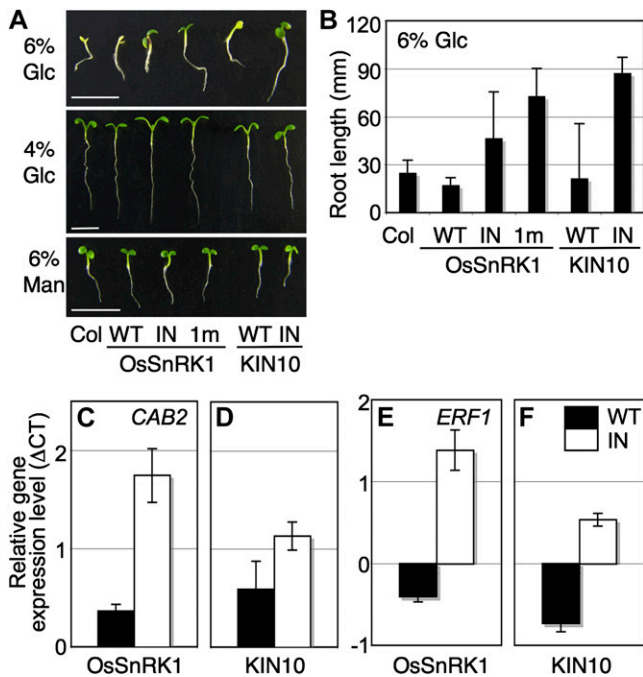 A
6%
Glc
4%
Glc
6%
Man
Col WT IN 1m WT IN
OsSnRK1 KIN10
B
6% Glc
Root length (mm)
120
90
60
30
0
Col WT IN 1m WT IN
OsSnRK1 KIN10
Relative gene
expression level (ΔCT)
C CAB2 D
2
1
0
OsSnRK1 KIN10
E ERF1 F
WT
IN
2
1
0
-1
OsSnRK1 KIN10